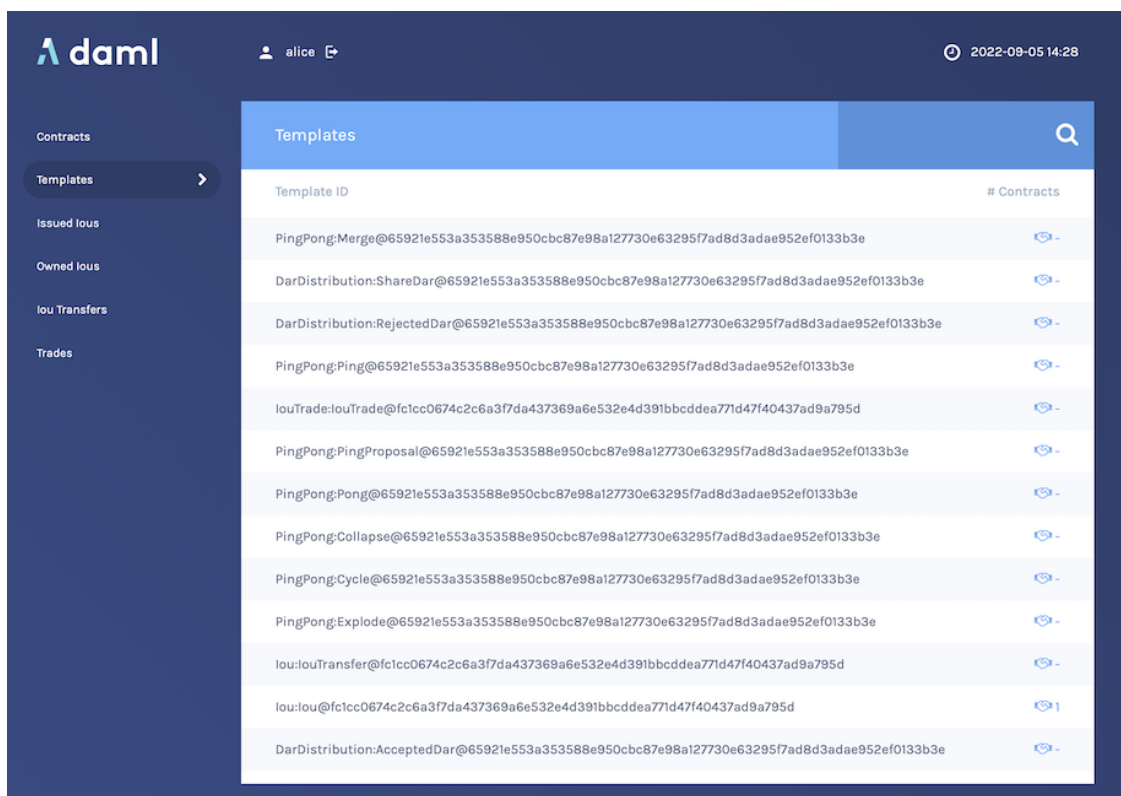 daml
alice
2022-09-05 14:28
Contracts
Templates
Issued Ious
Owned Ious
Iou Transfers
Trades
Templates
Template ID # Contracts
PingPong:Merge@65921e553a353588e950cbc87e98a127730e63295f7ad8d3adae952ef0133b3e -
DarDistribution:ShareDar@65921e553a353588e950cbc87e98a127730e63295f7ad8d3adae952ef0133b3e -
DarDistribution:RejectedDar@65921e553a353588e950cbc87e98a127730e63295f7ad8d3adae952ef0133b3e -
PingPong:Ping@65921e553a353588e950cbc87e98a127730e63295f7ad8d3adae952ef0133b3e -
IouTrade:IouTrade@fc1cc0674c2c6a3f7da437369a6e532e4d391bbcddea771d47f40437ad9a795d -
PingPong:PingProposal@65921e553a353588e950cbc87e98a127730e63295f7ad8d3adae952ef0133b3e -
PingPong:Pong@65921e553a353588e950cbc87e98a127730e63295f7ad8d3adae952ef0133b3e -
PingPong:Collapse@65921e553a353588e950cbc87e98a127730e63295f7ad8d3adae952ef0133b3e -
PingPong:Cycle@65921e553a353588e950cbc87e98a127730e63295f7ad8d3adae952ef0133b3e -
PingPong:Explode@65921e553a353588e950cbc87e98a127730e63295f7ad8d3adae952ef0133b3e -
Iou:IouTransfer@fc1cc0674c2c6a3f7da437369a6e532e4d391bbcddea771d47f40437ad9a795d -
Iou:Iou@fc1cc0674c2c6a3f7da437369a6e532e4d391bbcddea771d47f40437ad9a795d 1
DarDistribution:AcceptedDar@65921e553a353588e950cbc87e98a127730e63295f7ad8d3adae952ef0133b3e -